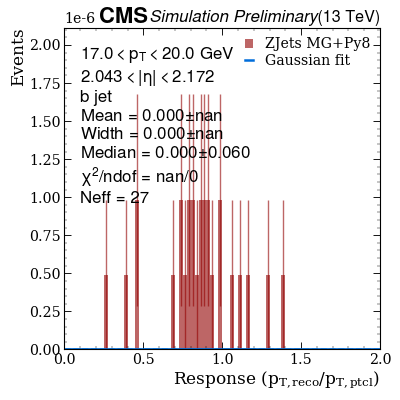 1e-6 CMS Simulation Preliminary (13 TeV)
Events
ZJets MG+Py8
Gaussian fit
17.0 < p_T < 20.0 GeV
2.043 < |η| < 2.172
b jet
Mean = 0.000±nan
Width = 0.000±nan
Median = 0.000±0.060
χ²/ndof = nan/0
Neff = 27
2.00
1.75
1.50
1.25
1.00
0.75
0.50
0.25
0.00
0.0 0.5 1.0 1.5 2.0
Response (p_T,reco/p_T,ptcl)